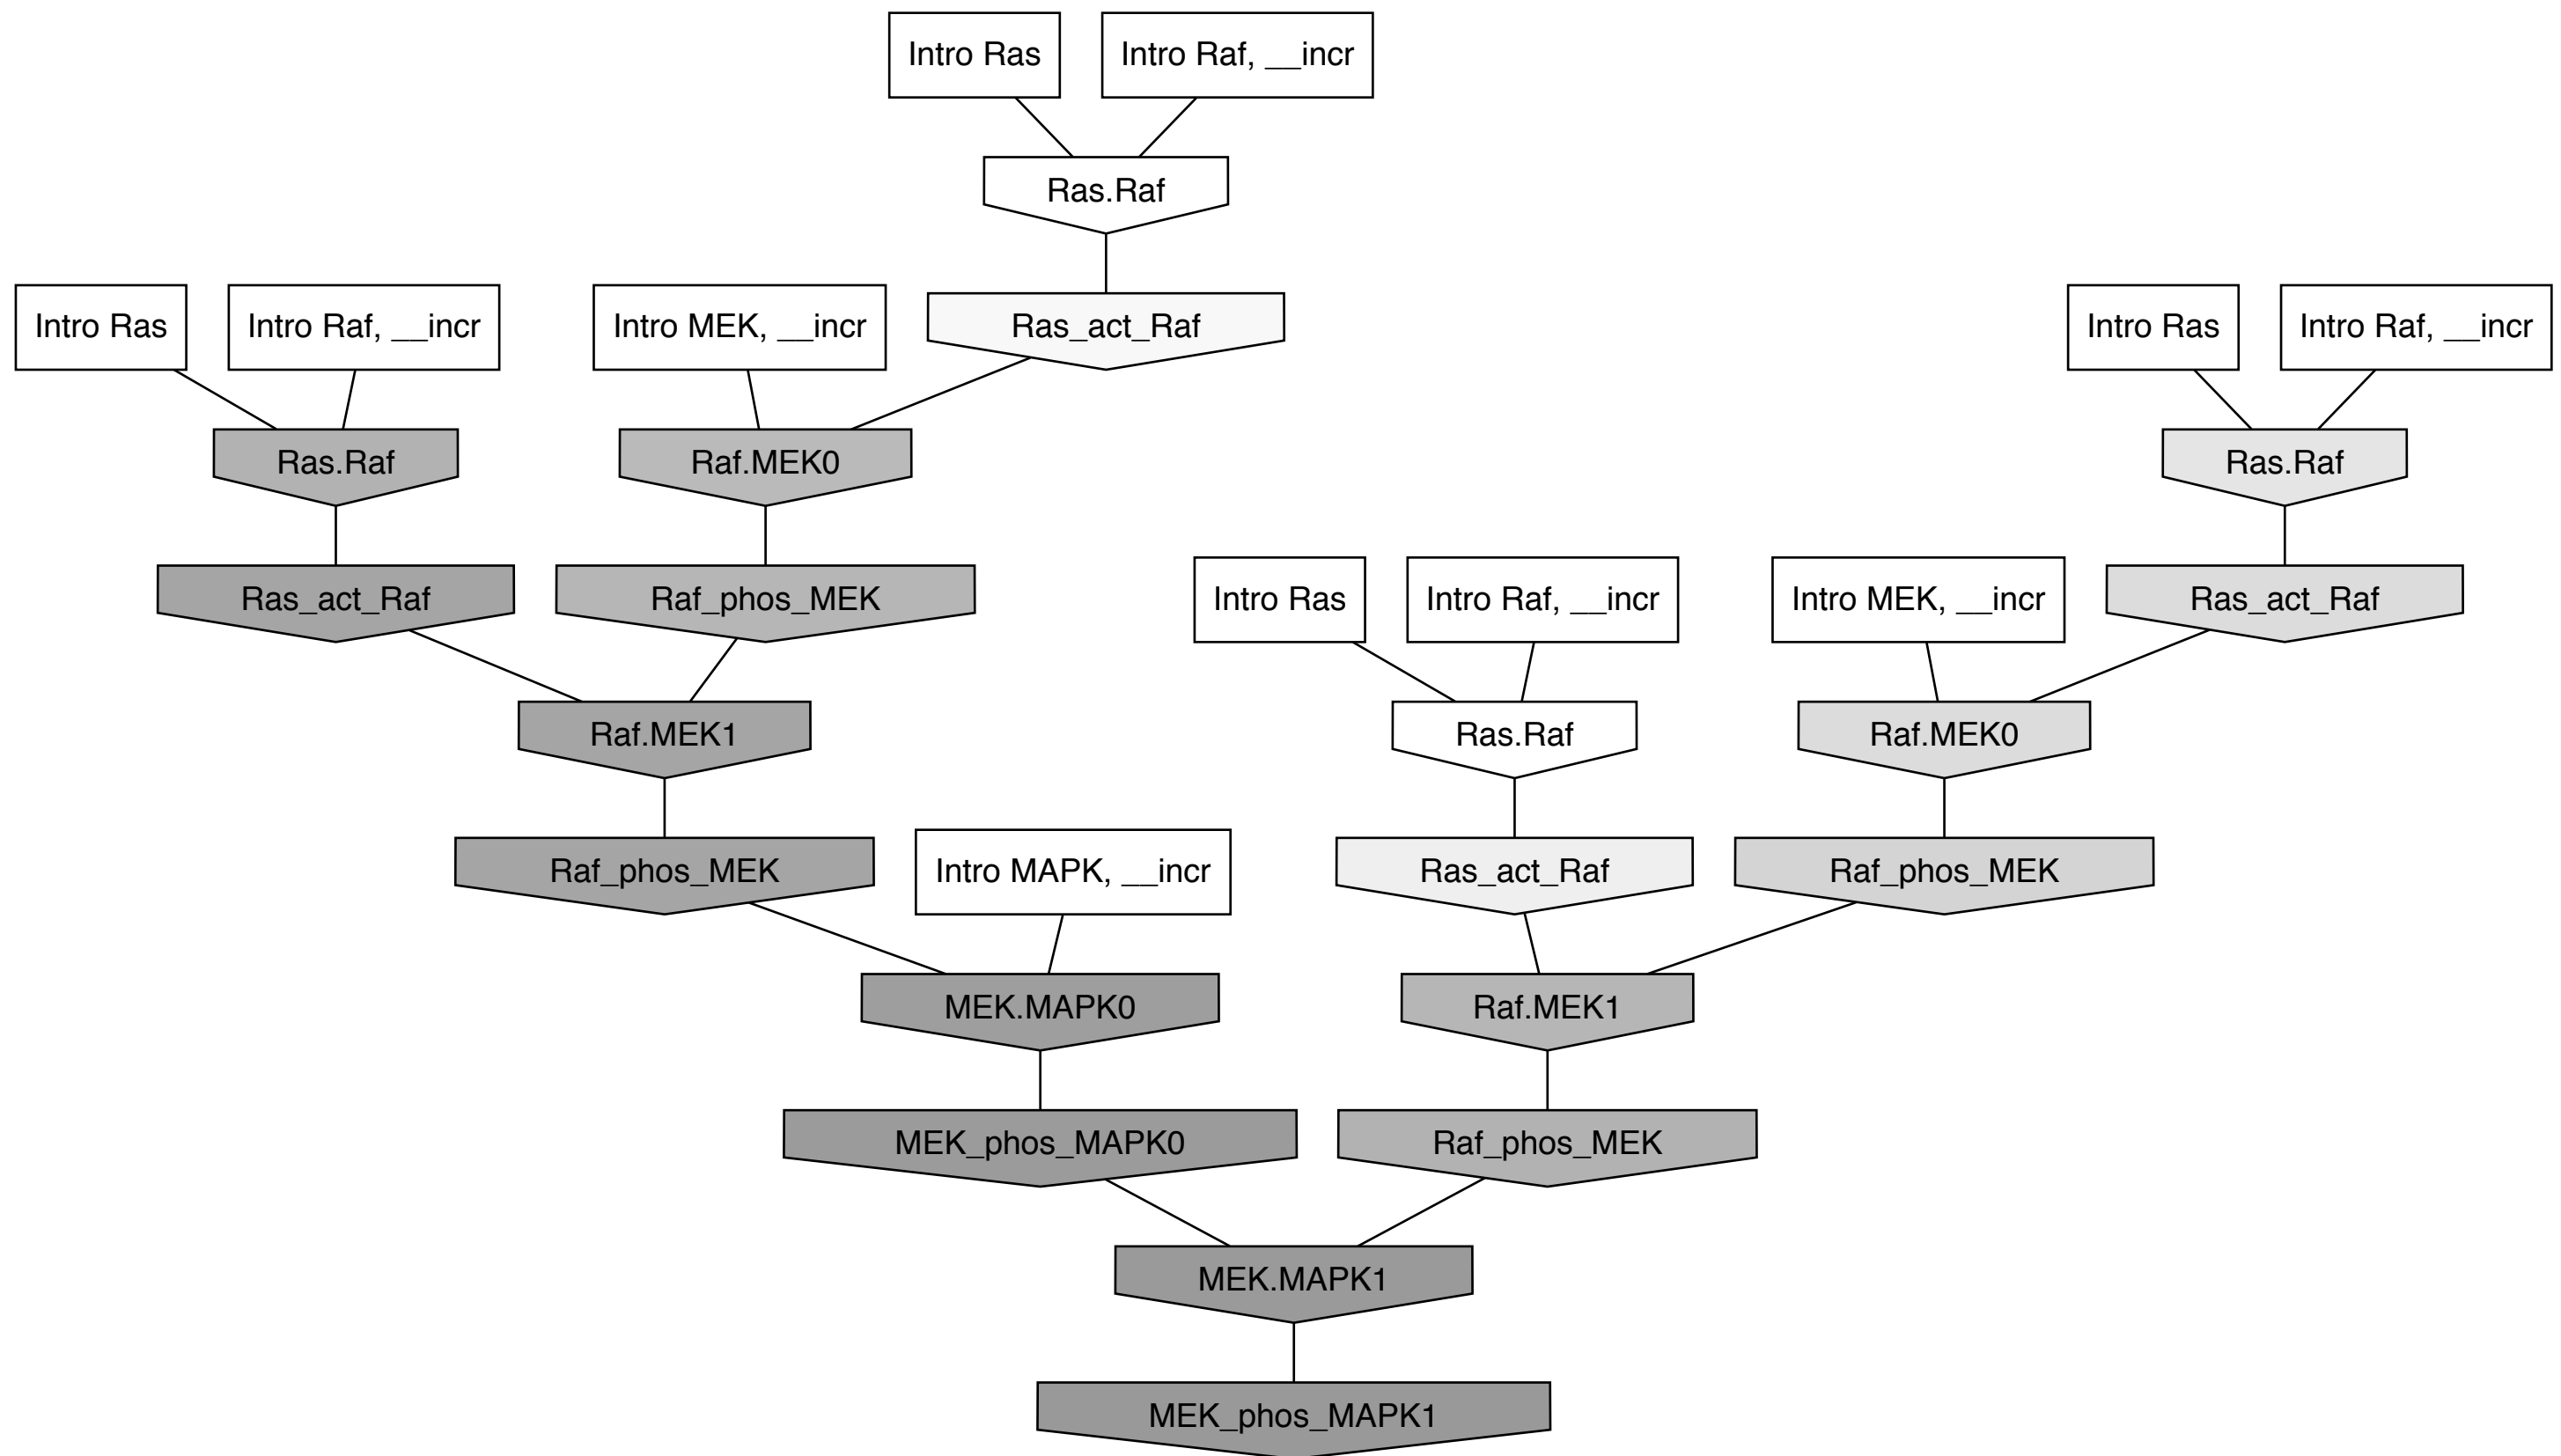 Intro Ras
Intro Raf, __incr
Ras.Raf
Intro Ras
Intro Raf, __incr
Intro MEK, __incr
Ras_act_Raf
Intro Ras
Intro Raf, __incr
Ras.Raf
Raf.MEK0
Ras.Raf
Ras_act_Raf
Raf_phos_MEK
Intro Ras
Intro Raf, __incr
Intro MEK, __incr
Ras_act_Raf
Raf.MEK1
Ras.Raf
Raf.MEK0
Raf_phos_MEK
Intro MAPK, __incr
Ras_act_Raf
Raf_phos_MEK
MEK.MAPK0
Raf.MEK1
MEK_phos_MAPK0
Raf_phos_MEK
MEK.MAPK1
MEK_phos_MAPK1